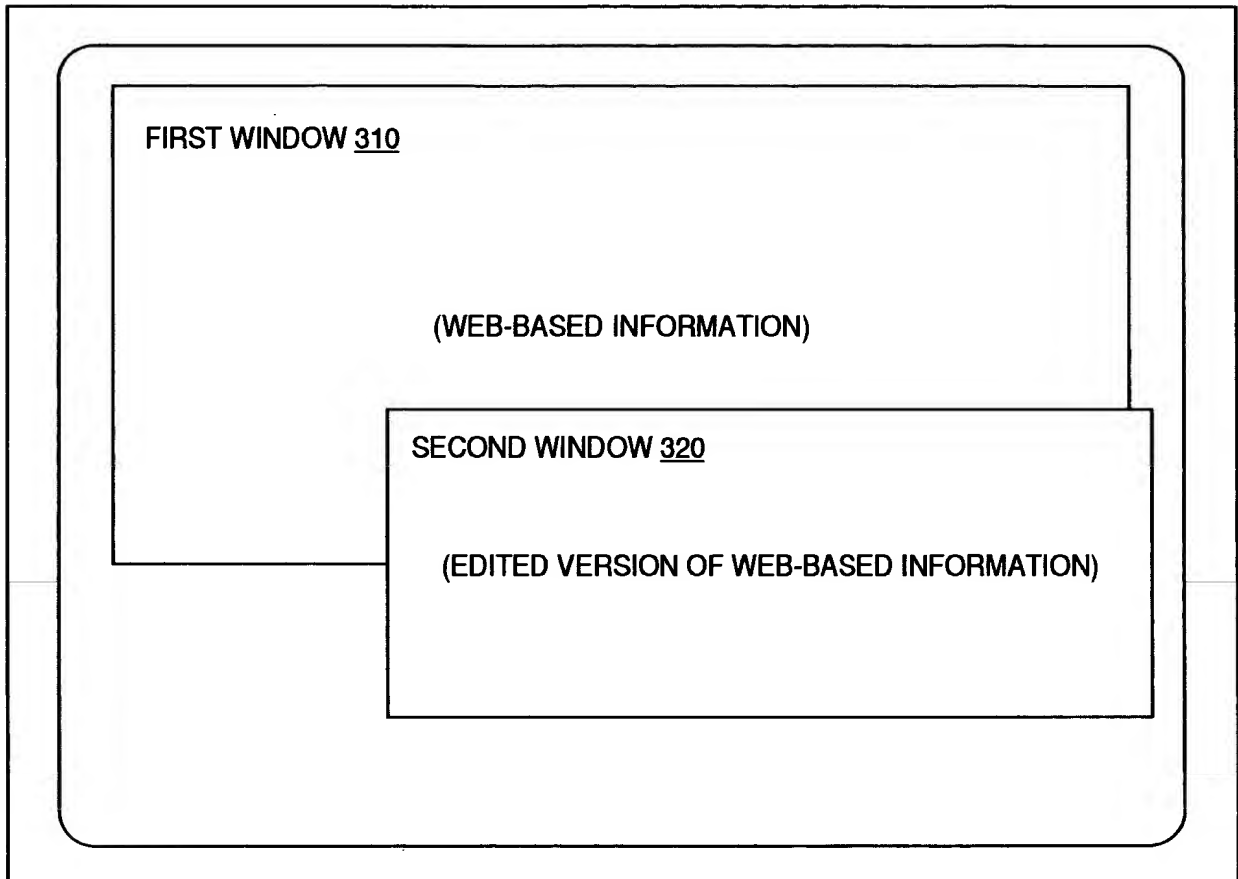 FIRST WINDOW 310
(WEB-BASED INFORMATION)
SECOND WINDOW 320
(EDITED VERSION OF WEB-BASED INFORMATION)